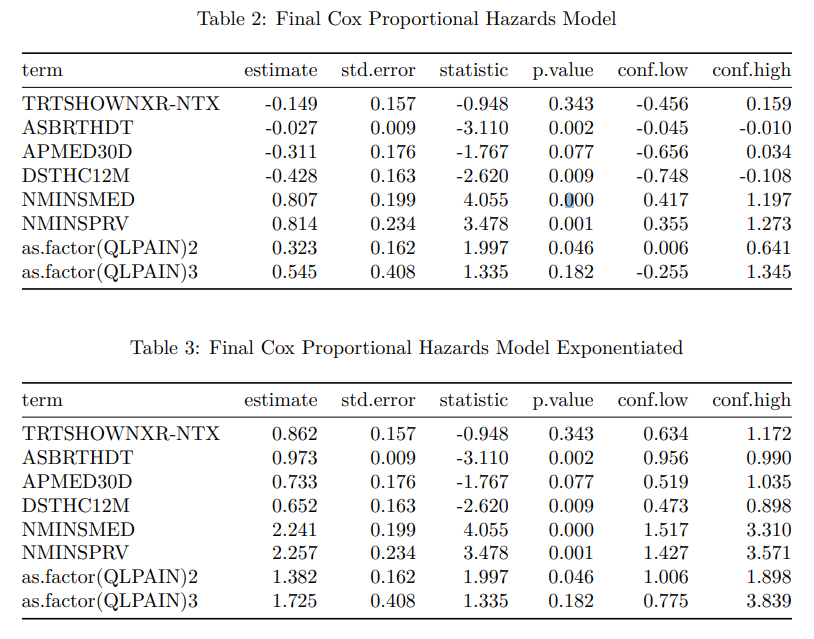 Table 2: Final Cox Proportional Hazards Model
term estimate std.error statistic p.value conf.low conf.high
TRTSHOWNXR-NTX -0.149 0.157 -0.948 0.343 -0.456 0.159
ASBRTHDT -0.027 0.009 -3.110 0.002 -0.045 -0.010
APMED30D -0.311 0.176 -1.767 0.077 -0.656 0.034
DSTHC12M -0.428 0.163 -2.620 0.009 -0.748 -0.108
NMINSMED 0.807 0.199 4.055 0.000 0.417 1.197
NMINSPRV 0.814 0.234 3.478 0.001 0.355 1.273
as.factor(QLPAIN)2 0.323 0.162 1.997 0.046 0.006 0.641
as.factor(QLPAIN)3 0.545 0.408 1.335 0.182 -0.255 1.345
Table 3: Final Cox Proportional Hazards Model Exponentiated
term estimate std.error statistic p.value conf.low conf.high
TRTSHOWNXR-NTX 0.862 0.157 -0.948 0.343 0.634 1.172
ASBRTHDT 0.973 0.009 -3.110 0.002 0.956 0.990
APMED30D 0.733 0.176 -1.767 0.077 0.519 1.035
DSTHC12M 0.652 0.163 -2.620 0.009 0.473 0.898
NMINSMED 2.241 0.199 4.055 0.000 1.517 3.310
NMINSPRV 2.257 0.234 3.478 0.001 1.427 3.571
as.factor(QLPAIN)2 1.382 0.162 1.997 0.046 1.006 1.898
as.factor(QLPAIN)3 1.725 0.408 1.335 0.182 0.775 3.839